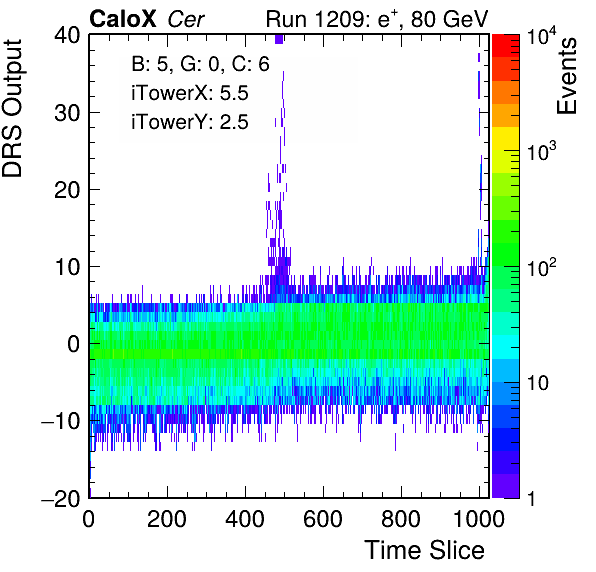 CaloX Cer
Run 1209: e⁺, 80 GeV
B: 5, G: 0, C: 6
iTowerX: 5.5
iTowerY: 2.5
DRS Output
40
30
20
10
0
−10
−20
0
200
400
600
800
1000
Time Slice
Events
10⁴
10³
10²
10
1